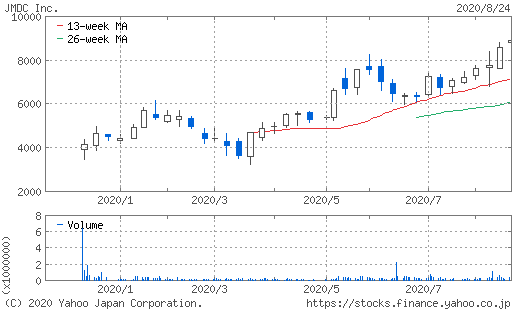 JMDC Inc.
2020/8/24
10000
13-week MA
26-week MA
8000
6000
4000
2000
2020/1
2020/3
2020/5
2020/7
8
Volume
6
4
2
0
(x1000000)
2020/1
2020/3
2020/5
2020/7
(C) 2020 Yahoo Japan Corporation.
https://stocks.finance.yahoo.co.jp/